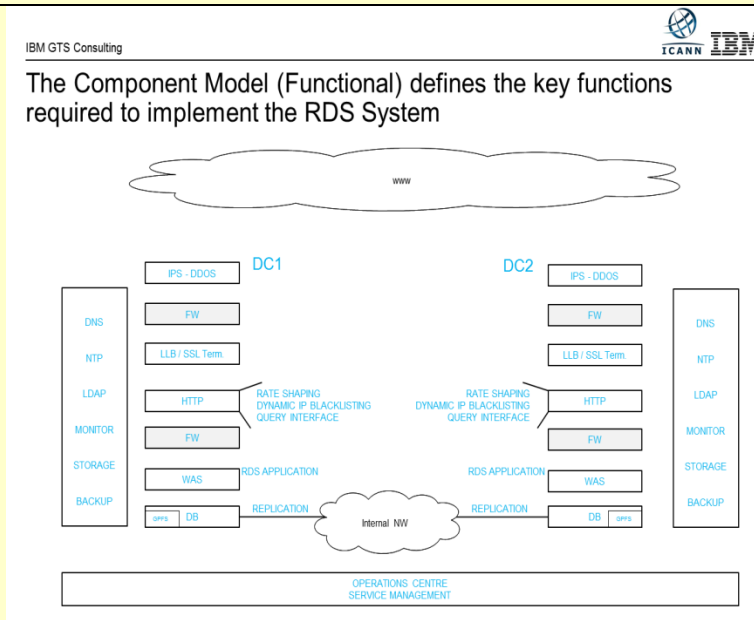 IBM GTS Consulting
ICANN
IBM
The Component Model (Functional) defines the key functions
required to implement the RDS System
www
DC1
DC2
IPS - DDOS
IPS - DDOS
FW
FW
DNS
DNS
LLB / SSL Term.
LLB / SSL Term.
NTP
NTP
LDAP
LDAP
HTTP
RATE SHAPING
DYNAMIC IP BLACKLISTING
QUERY INTERFACE
RATE SHAPING
DYNAMIC IP BLACKLISTING
QUERY INTERFACE
HTTP
MONITOR
MONITOR
FW
FW
STORAGE
STORAGE
WAS
RDS APPLICATION
RDS APPLICATION
WAS
BACKUP
BACKUP
GPFS
DB
REPLICATION
Internal NW
REPLICATION
DB
GPFS
OPERATIONS CENTRE
SERVICE MANAGEMENT